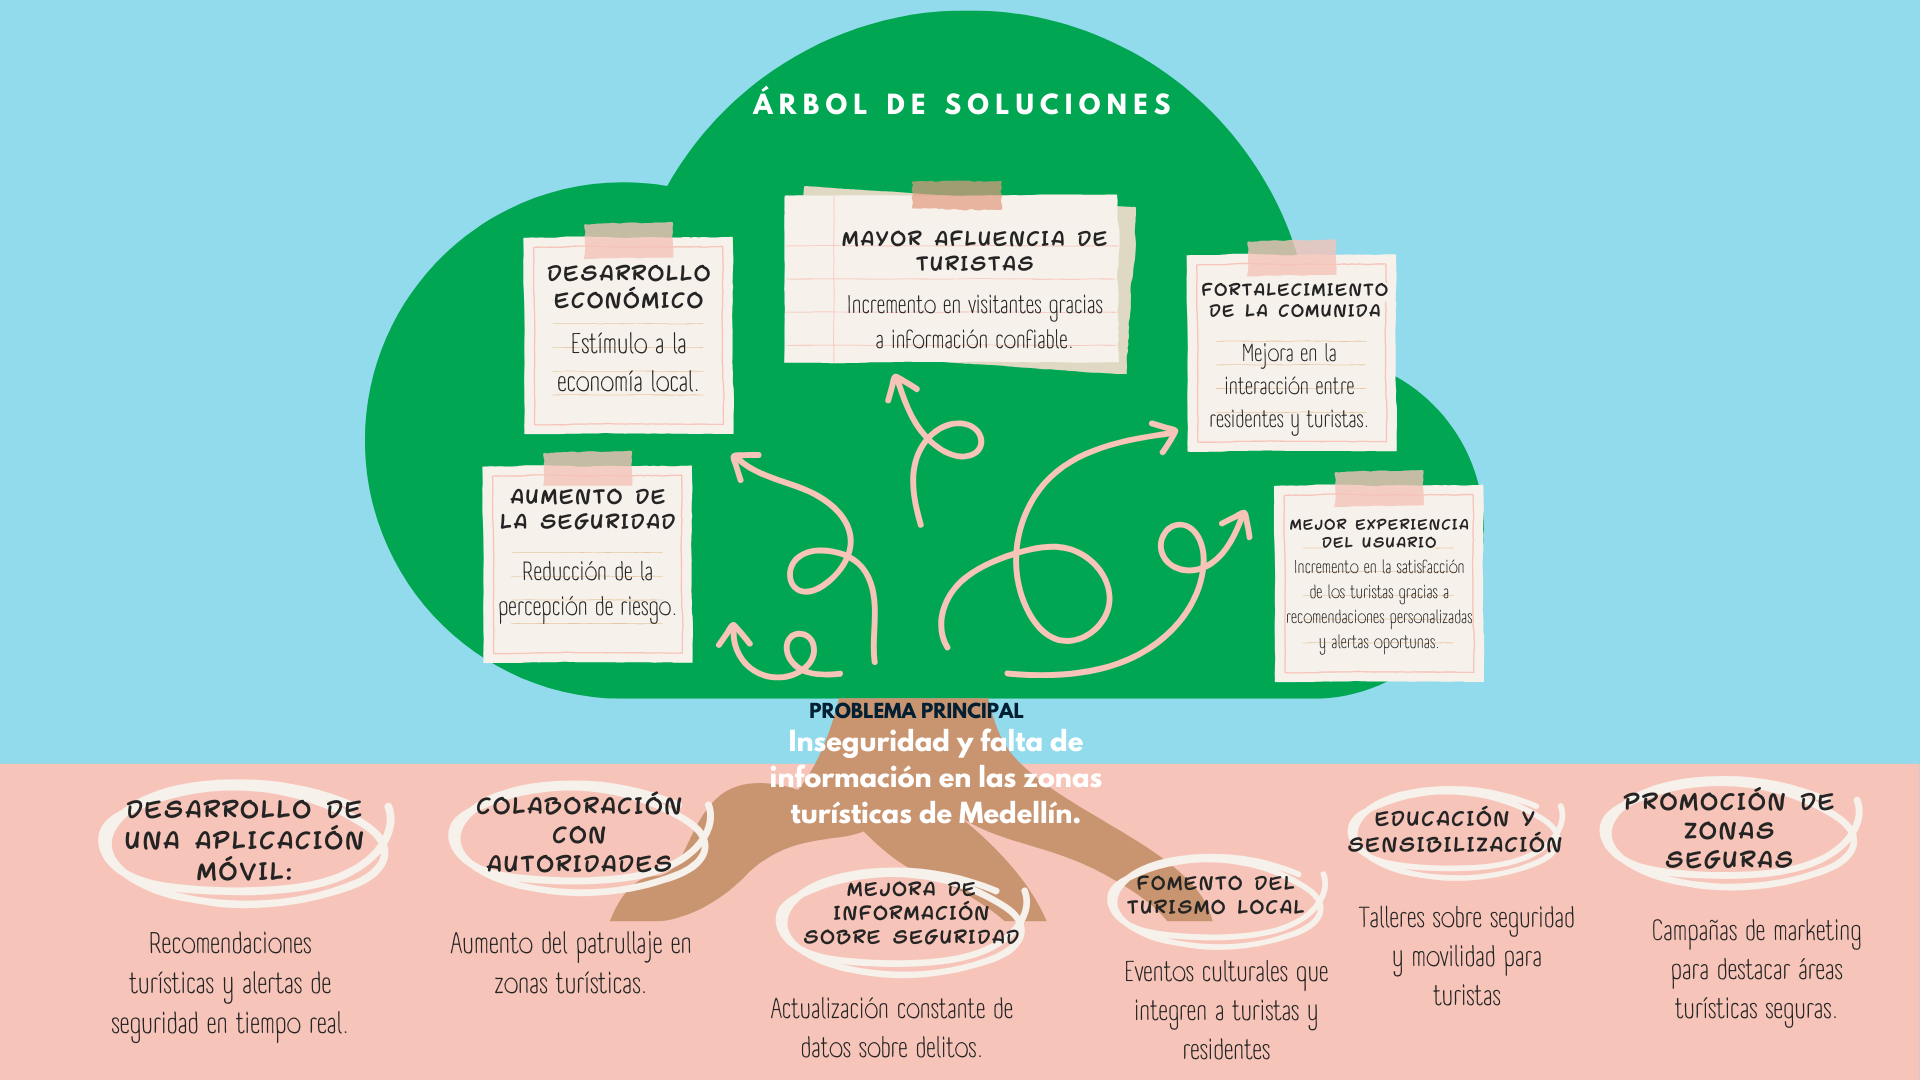 ÁRBOL DE SOLUCIONES
MAYOR AFLUENCIA DE
TURISTAS
Incremento en visitantes gracias
a información confiable.
DESARROLLO
ECONÓMICO
Estímulo a la
economía local.
FORTALECIMIENTO
DE LA COMUNIDA
Mejora en la
interacción entre
residentes y turistas.
AUMENTO DE
LA SEGURIDAD
Reducción de la
percepción de riesgo.
MEJOR EXPERIENCIA
DEL USUARIO
Incremento en la satisfacción
de los turistas gracias a
recomendaciones personalizadas
y alertas oportunas.
PROBLEMA PRINCIPAL
Inseguridad y falta de
información en las zonas
turísticas de Medellín.
DESARROLLO DE
UNA APLICACIÓN
MÓVIL:
Recomendaciones
turísticas y alertas de
seguridad en tiempo real.
COLABORACIÓN
CON
AUTORIDADES
Aumento del patrullaje en
zonas turísticas.
MEJORA DE
INFORMACIÓN
SOBRE SEGURIDAD
Actualización constante de
datos sobre delitos.
FOMENTO DEL
TURISMO LOCAL
Eventos culturales que
integren a turistas y
residentes
EDUCACIÓN Y
SENSIBILIZACIÓN
Talleres sobre seguridad
y movilidad para
turistas
PROMOCIÓN DE
ZONAS
SEGURAS
Campañas de marketing
para destacar áreas
turísticas seguras.